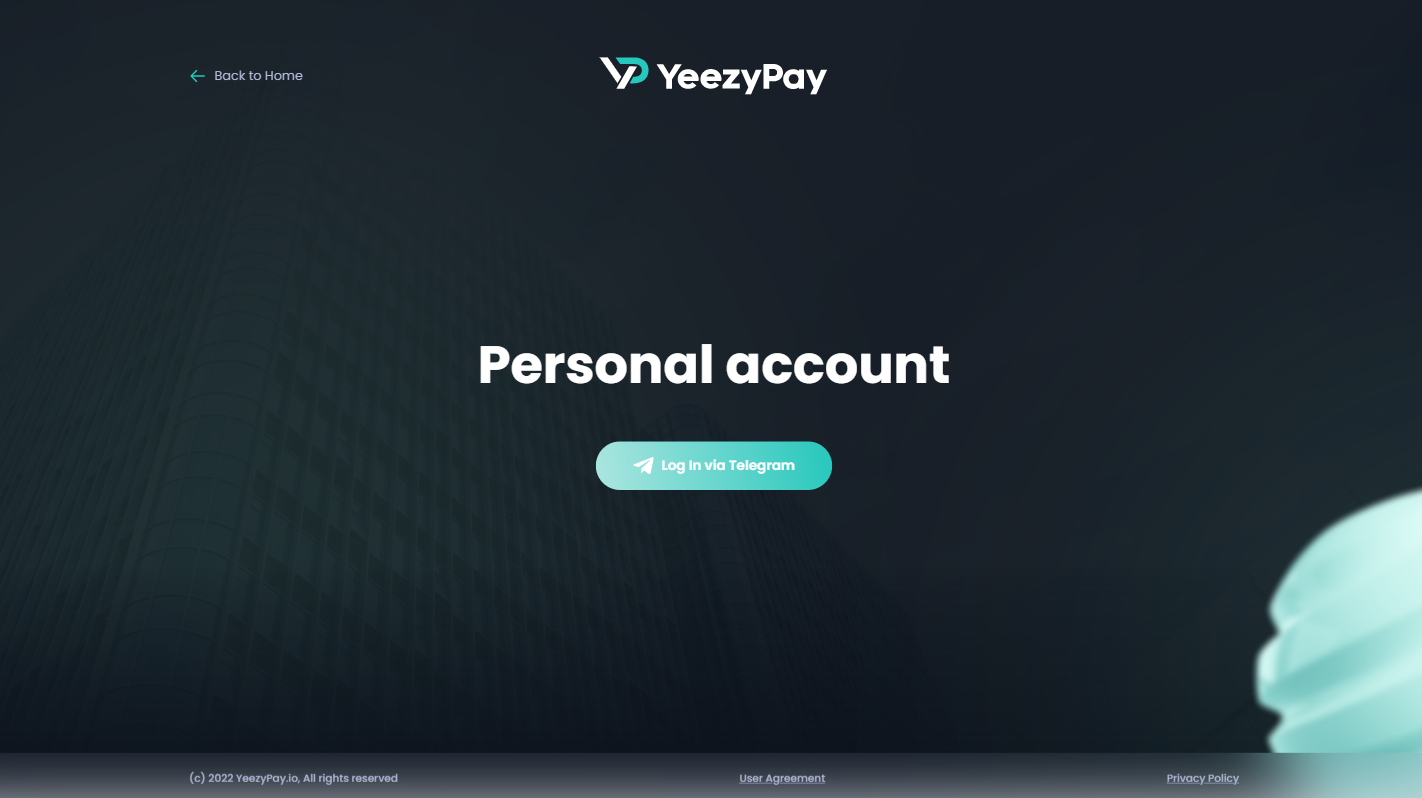 Back to Home
YeezyPay
Personal account
Log In via Telegram
(c) 2022 YeezyPay.io, All rights reserved
User Agreement
Privacy Policy